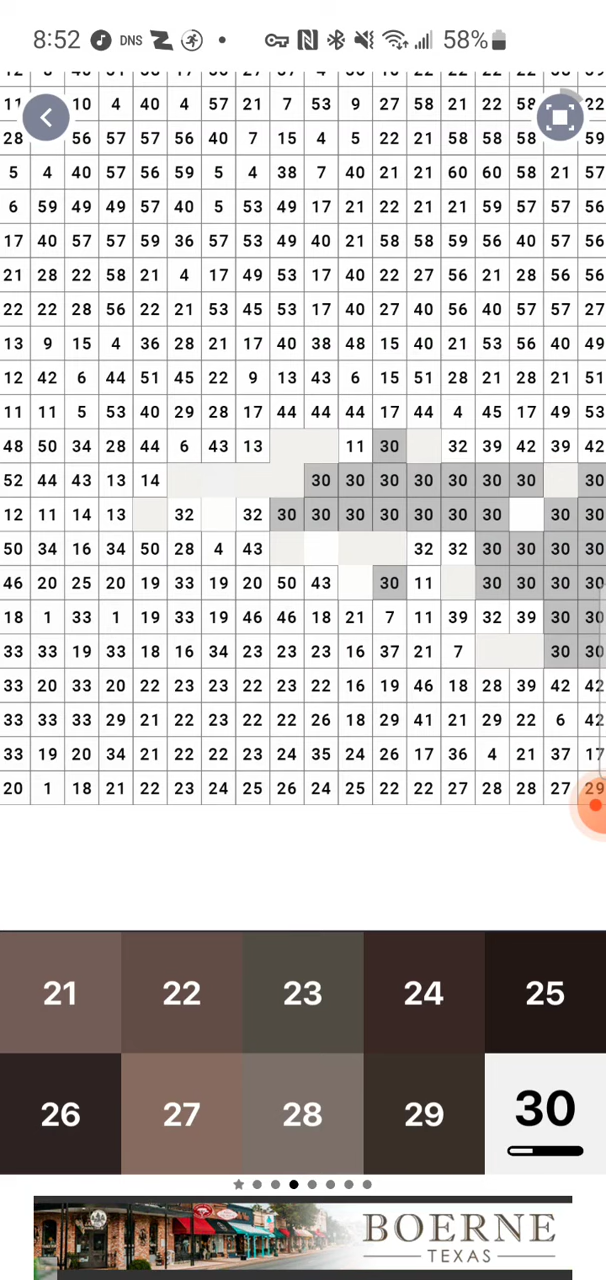 8:52 DNS 58%
11 10 4 40 4 57 21 7 53 9 27 58 21 22 58 22
28 56 57 57 56 40 7 15 4 5 22 21 58 58 58 59
5 4 40 57 56 59 5 4 38 7 40 21 21 60 60 58 21 57
6 59 49 49 57 40 5 53 49 17 21 22 21 21 59 57 57 56
17 40 57 57 59 36 57 53 49 40 21 58 58 59 56 40 57 56
21 28 22 58 21 4 17 49 53 17 40 22 27 56 21 28 56 56
22 22 28 56 22 21 53 45 53 17 40 27 40 56 40 57 57 27
13 9 15 4 36 28 21 17 40 38 48 15 40 21 53 56 40 49
12 42 6 44 51 45 22 9 13 43 6 15 51 28 21 28 21 51
11 11 5 53 40 29 28 17 44 44 44 17 44 4 45 17 49 53
48 50 34 28 44 6 43 13 11 30 32 39 42 39 42
52 44 43 13 14 30 30 30 30 30 30 30 30
12 11 14 13 32 32 30 30 30 30 30 30 30 30 30
50 34 16 34 50 28 4 43 32 32 30 30 30 30
46 20 25 20 19 33 19 20 50 43 30 11 30 30 30 30
18 1 33 1 19 33 19 46 46 18 21 7 11 39 32 39 30 30
33 33 19 33 18 16 34 23 23 23 16 37 21 7 30 30
33 20 33 20 22 23 23 22 23 22 16 19 46 18 28 39 42 42
33 33 33 29 21 22 23 22 22 26 18 29 41 21 29 22 6 42
33 19 20 34 21 22 22 23 24 35 24 26 17 36 4 21 37 17
20 1 18 21 22 23 24 25 26 24 25 22 22 27 28 28 27 29
21 22 23 24 25
26 27 28 29 30
BOERNE
TEXAS